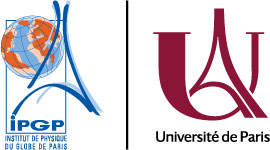 iPGP
INSTITUT DE PHYSIQUE
DU GLOBE DE PARIS
Université de Paris